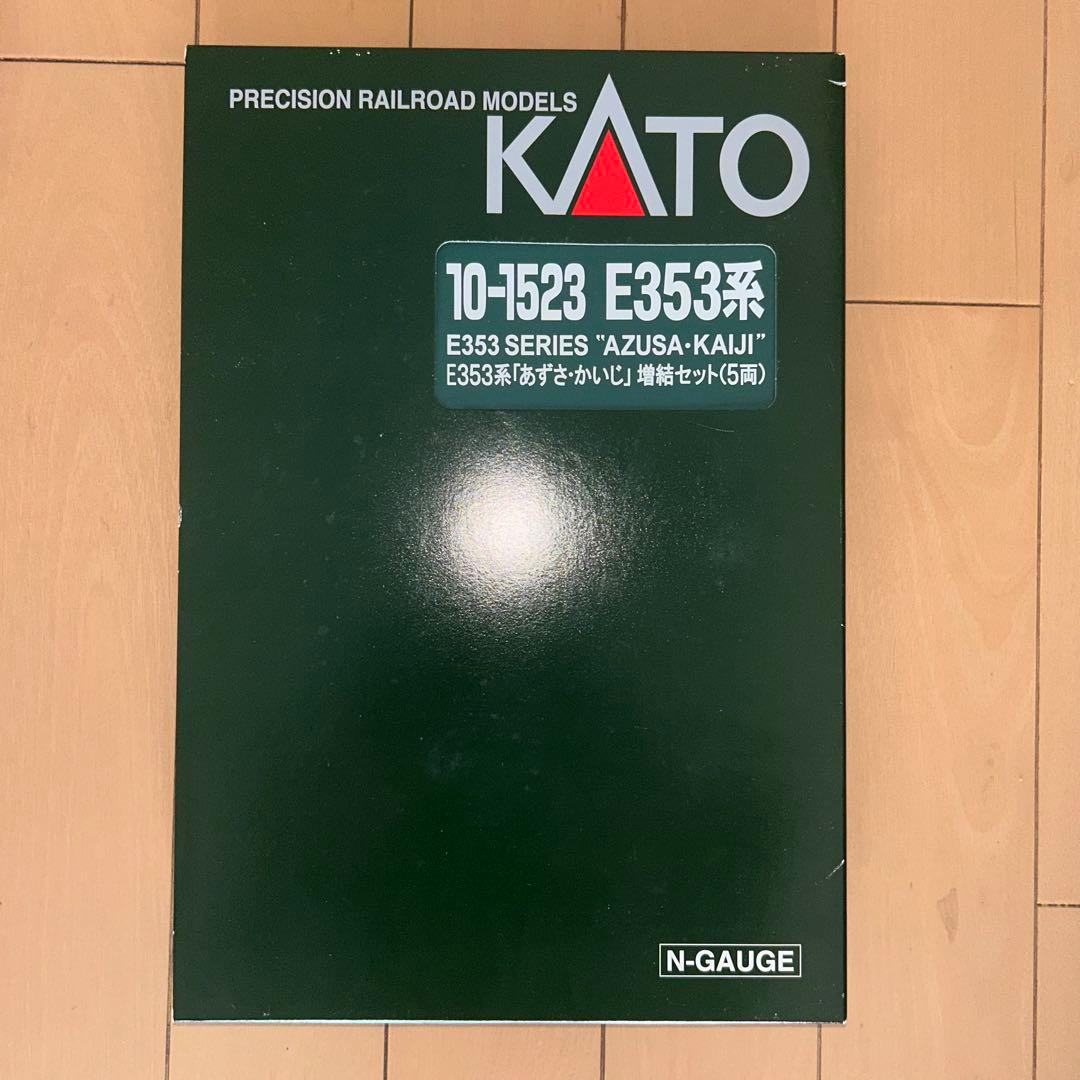 PRECISION RAILROAD MODELS
KATO
10-1523 E353系
E353 SERIES "AZUSA・KAIJI"
E353系「あずさ・かいじ」増結セット(5両)
N-GAUGE